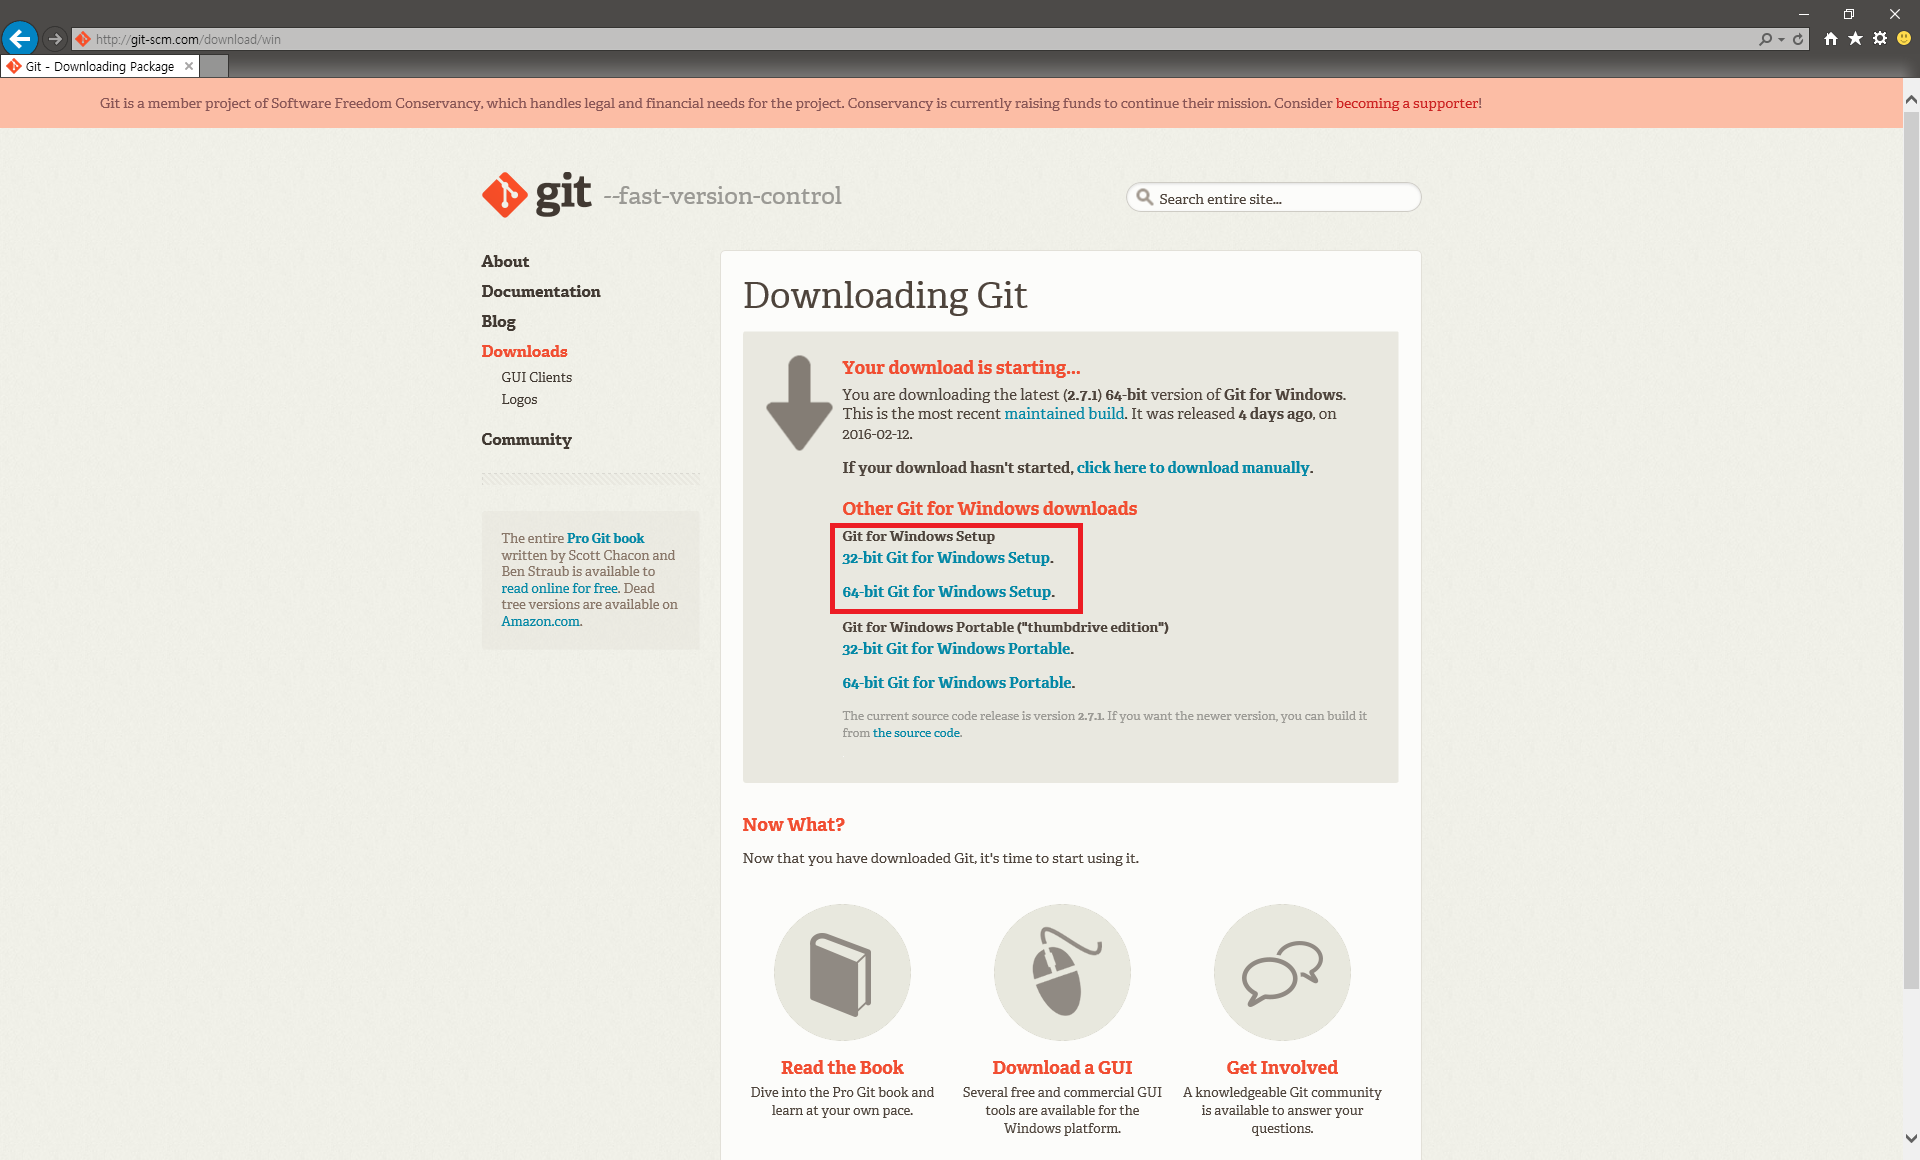 http://git-scm.com/download/win
Git - Downloading Package
Git is a member project of Software Freedom Conservancy, which handles legal and financial needs for the project. Conservancy is currently raising funds to continue their mission. Consider becoming a supporter!
git --fast-version-control
Search entire site...
About
Documentation
Blog
Downloads
GUI Clients
Logos
Community
The entire Pro Git book
written by Scott Chacon and
Ben Straub is available to
read online for free. Dead
tree versions are available on
Amazon.com.
Downloading Git
Your download is starting...
You are downloading the latest (2.7.1) 64-bit version of Git for Windows.
This is the most recent maintained build. It was released 4 days ago, on
2016-02-12.
If your download hasn't started, click here to download manually.
Other Git for Windows downloads
Git for Windows Setup
32-bit Git for Windows Setup.
64-bit Git for Windows Setup.
Git for Windows Portable ("thumbdrive edition")
32-bit Git for Windows Portable.
64-bit Git for Windows Portable.
The current source code release is version 2.7.1. If you want the newer version, you can build it
from the source code.
Now What?
Now that you have downloaded Git, it's time to start using it.
Read the Book
Dive into the Pro Git book and
learn at your own pace.
Download a GUI
Several free and commercial GUI
tools are available for the
Windows platform.
Get Involved
A knowledgeable Git community
is available to answer your
questions.